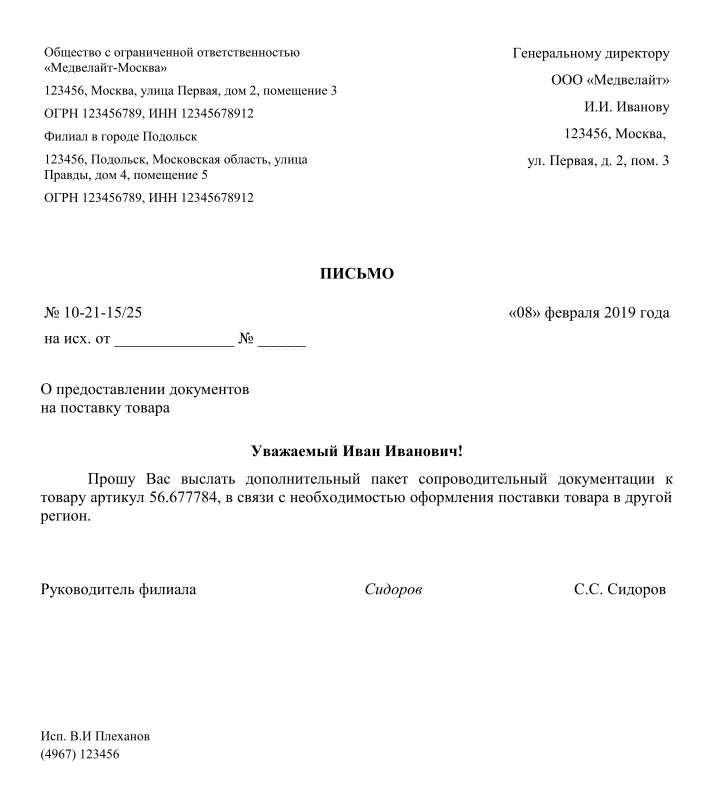 Общество с ограниченной ответственностью
«Медвелайт-Москва»
123456, Москва, улица Первая, дом 2, помещение 3
ОГРН 123456789, ИНН 12345678912
Филиал в городе Подольск
123456, Подольск, Московская область, улица
Правды, дом 4, помещение 5
ОГРН 123456789, ИНН 12345678912
Генеральному директору
ООО «Медвелайт»
И.И. Иванову
123456, Москва,
ул. Первая, д. 2, пом. 3
ПИСЬМО
№ 10-21-15/25
«08» февраля 2019 года
на исх. от _______________ № ______
О предоставлении документов
на поставку товара
Уважаемый Иван Иванович!
Прошу Вас выслать дополнительный пакет сопроводительный документации к
товару артикул 56.677784, в связи с необходимостью оформления поставки товара в другой
регион.
Руководитель филиала Сидоров С.С. Сидоров
Исп. В.И Плеханов
(4967) 123456